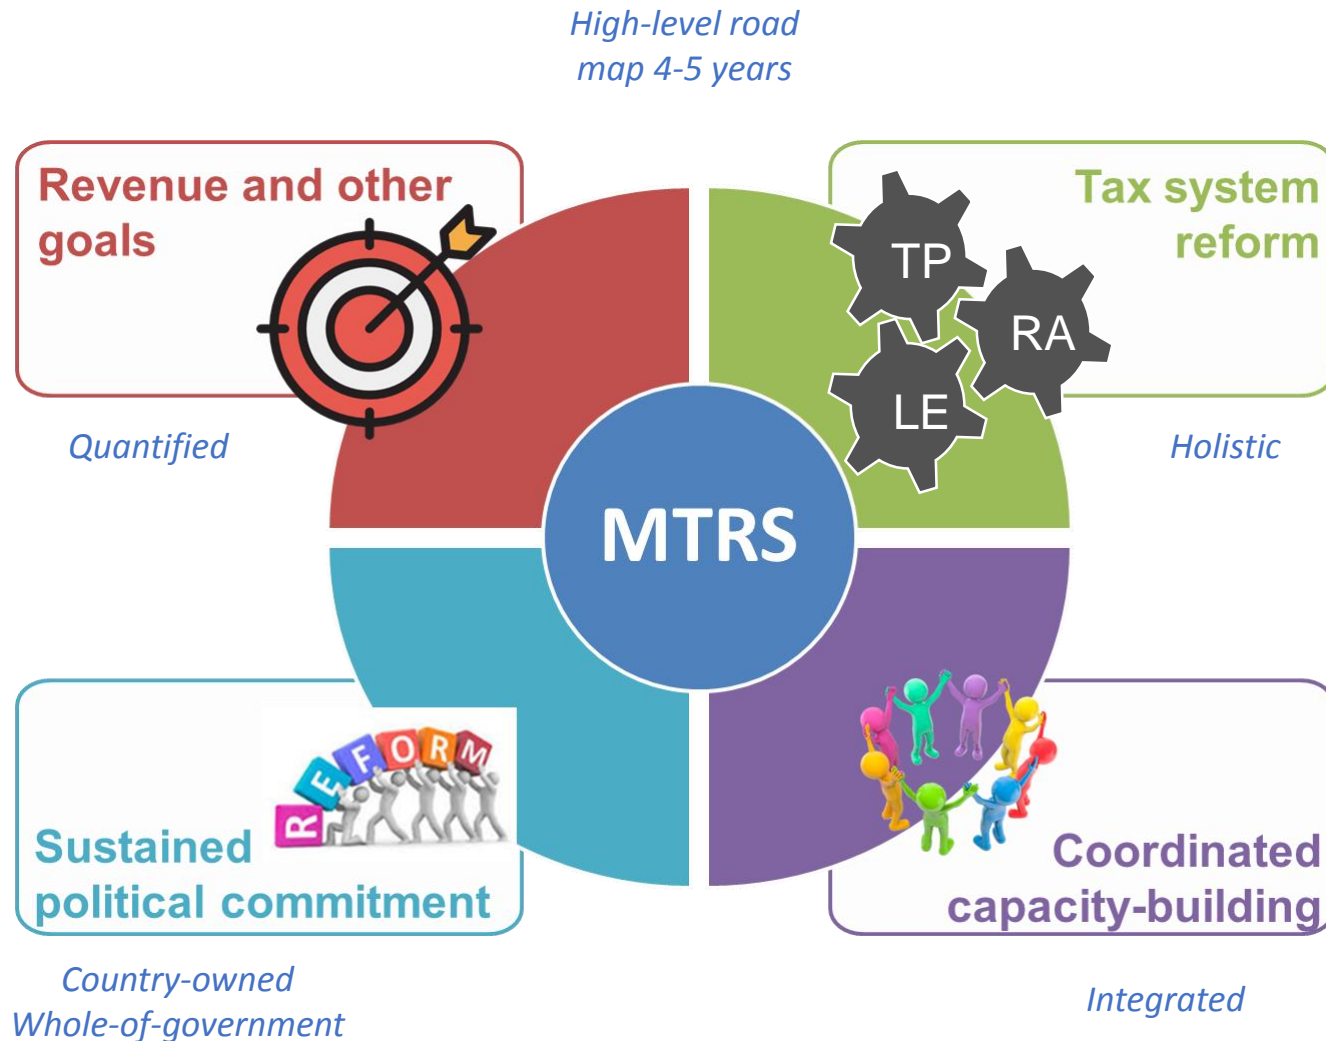 High-level road
map 4-5 years
Revenue and other
goals
Quantified
Tax system
reform
TP
RA
LE
Holistic
MTRS
REFORM
Sustained
political commitment
Country-owned
Whole-of-government
Coordinated
capacity-building
Integrated